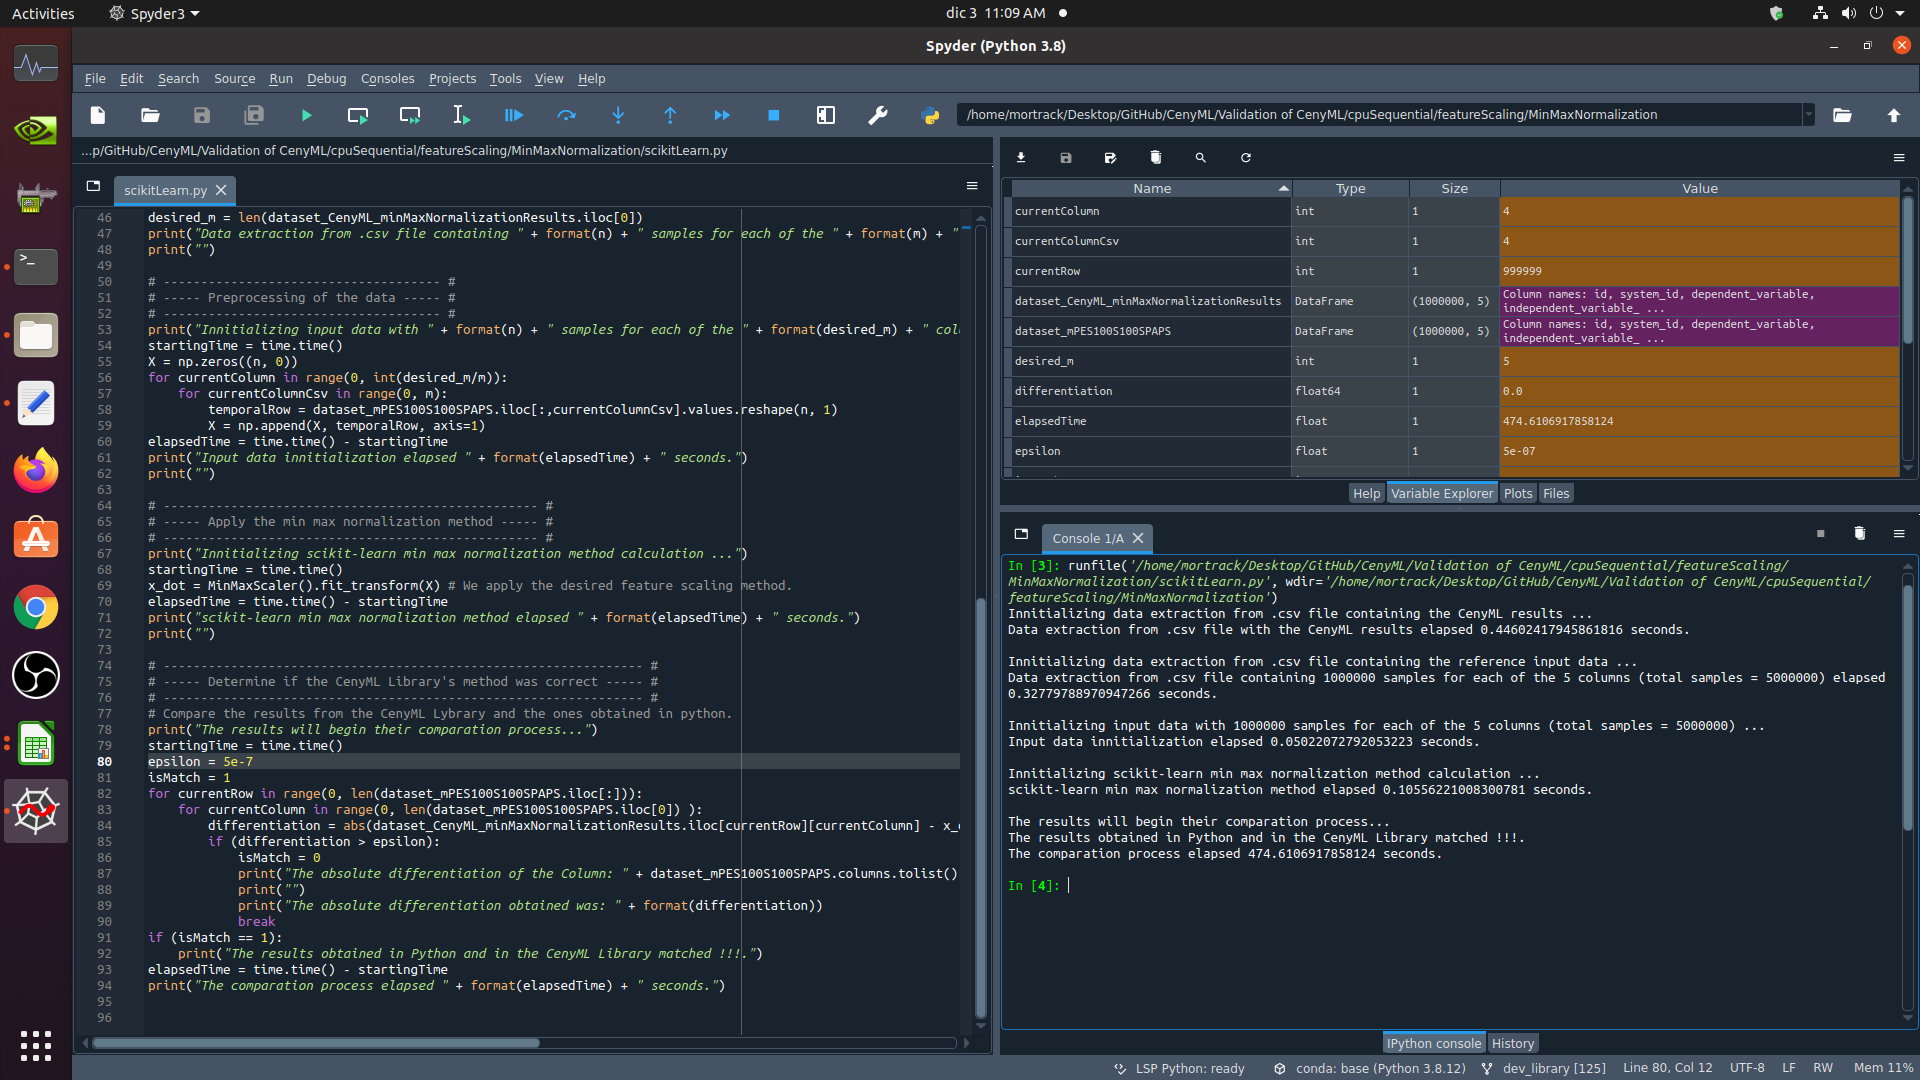 Activities
Spyder3
dic 3 11:09 AM
Spyder (Python 3.8)
File Edit Search Source Run Debug Consoles Projects Tools View Help
/home/mortrack/Desktop/GitHub/CenyML/Validation of CenyML/cpuSequential/featureScaling/MinMaxNormalization
...p/GitHub/CenyML/Validation of CenyML/cpuSequential/featureScaling/MinMaxNormalization/scikitLearn.py
scikitLearn.py
46 desired_m = len(dataset_CenyML_minMaxNormalizationResults.iloc[0])
47 print("Data extraction from .csv file containing " + format(n) + " samples for each of the " + format(m) + "
48 print("")
49
50 # ------------------------------------- #
51 # ----- Preprocessing of the data ----- #
52 # ------------------------------------- #
53 print("Innitializing input data with " + format(n) + " samples for each of the " + format(desired_m) + " col
54 startingTime = time.time()
55 X = np.zeros((n, 0))
56 for currentColumn in range(0, int(desired_m/m)):
57     for currentColumnCsv in range(0, m):
58         temporalRow = dataset_mPES100S100SPAPS.iloc[:,currentColumnCsv].values.reshape(n, 1)
59         X = np.append(X, temporalRow, axis=1)
60 elapsedTime = time.time() - startingTime
61 print("Input data innitialization elapsed " + format(elapsedTime) + " seconds.")
62 print("")
63
64 # -------------------------------------------------- #
65 # ----- Apply the min max normalization method ----- #
66 # -------------------------------------------------- #
67 print("Innitializing scikit-learn min max normalization method calculation ...")
68 startingTime = time.time()
69 x_dot = MinMaxScaler().fit_transform(X) # We apply the desired feature scaling method.
70 elapsedTime = time.time() - startingTime
71 print("scikit-learn min max normalization method elapsed " + format(elapsedTime) + " seconds.")
72 print("")
73
74 # ---------------------------------------------------------------- #
75 # ----- Determine if the CenyML Library's method was correct ----- #
76 # ---------------------------------------------------------------- #
77 # Compare the results from the CenyML Lybrary and the ones obtained in python.
78 print("The results will begin their comparation process...")
79 startingTime = time.time()
80 epsilon = 5e-7
81 isMatch = 1
82 for currentRow in range(0, len(dataset_mPES100S100SPAPS.iloc[:])):
83     for currentColumn in range(0, len(dataset_mPES100S100SPAPS.iloc[0]) ):
84         differentiation = abs(dataset_CenyML_minMaxNormalizationResults.iloc[currentRow][currentColumn] - x_
85         if (differentiation > epsilon):
86             isMatch = 0
87             print("The absolute differentiation of the Column: " + dataset_mPES100S100SPAPS.columns.tolist()
88             print("")
89             print("The absolute differentiation obtained was: " + format(differentiation))
90             break
91 if (isMatch == 1):
92     print("The results obtained in Python and in the CenyML Library matched !!!.")
93 elapsedTime = time.time() - startingTime
94 print("The comparation process elapsed " + format(elapsedTime) + " seconds.")
95
96
Name Type Size Value
currentColumn int 1 4
currentColumnCsv int 1 4
currentRow int 1 999999
dataset_CenyML_minMaxNormalizationResults DataFrame (1000000, 5) Column names: id, system_id, dependent_variable,
independent_variable_ ...
dataset_mPES100S100SPAPS DataFrame (1000000, 5) Column names: id, system_id, dependent_variable,
independent_variable_ ...
desired_m int 1 5
differentiation float64 1 0.0
elapsedTime float 1 474.6106917858124
epsilon float 1 5e-07
Help Variable Explorer Plots Files
Console 1/A
In [3]: runfile('/home/mortrack/Desktop/GitHub/CenyML/Validation of CenyML/cpuSequential/featureScaling/
MinMaxNormalization/scikitLearn.py', wdir='/home/mortrack/Desktop/GitHub/CenyML/Validation of CenyML/cpuSequential/
featureScaling/MinMaxNormalization')
Innitializing data extraction from .csv file containing the CenyML results ...
Data extraction from .csv file with the CenyML results elapsed 0.44602417945861816 seconds.
Innitializing data extraction from .csv file containing the reference input data ...
Data extraction from .csv file containing 1000000 samples for each of the 5 columns (total samples = 5000000) elapsed
0.32779788970947266 seconds.
Innitializing input data with 1000000 samples for each of the 5 columns (total samples = 5000000) ...
Input data innitialization elapsed 0.05022072792053223 seconds.
Innitializing scikit-learn min max normalization method calculation ...
scikit-learn min max normalization method elapsed 0.10556221008300781 seconds.
The results will begin their comparation process...
The results obtained in Python and in the CenyML Library matched !!!.
The comparation process elapsed 474.6106917858124 seconds.
In [4]:
IPython console History
LSP Python: ready conda: base (Python 3.8.12) dev_library [125] Line 80, Col 12 UTF-8 LF RW Mem 11%